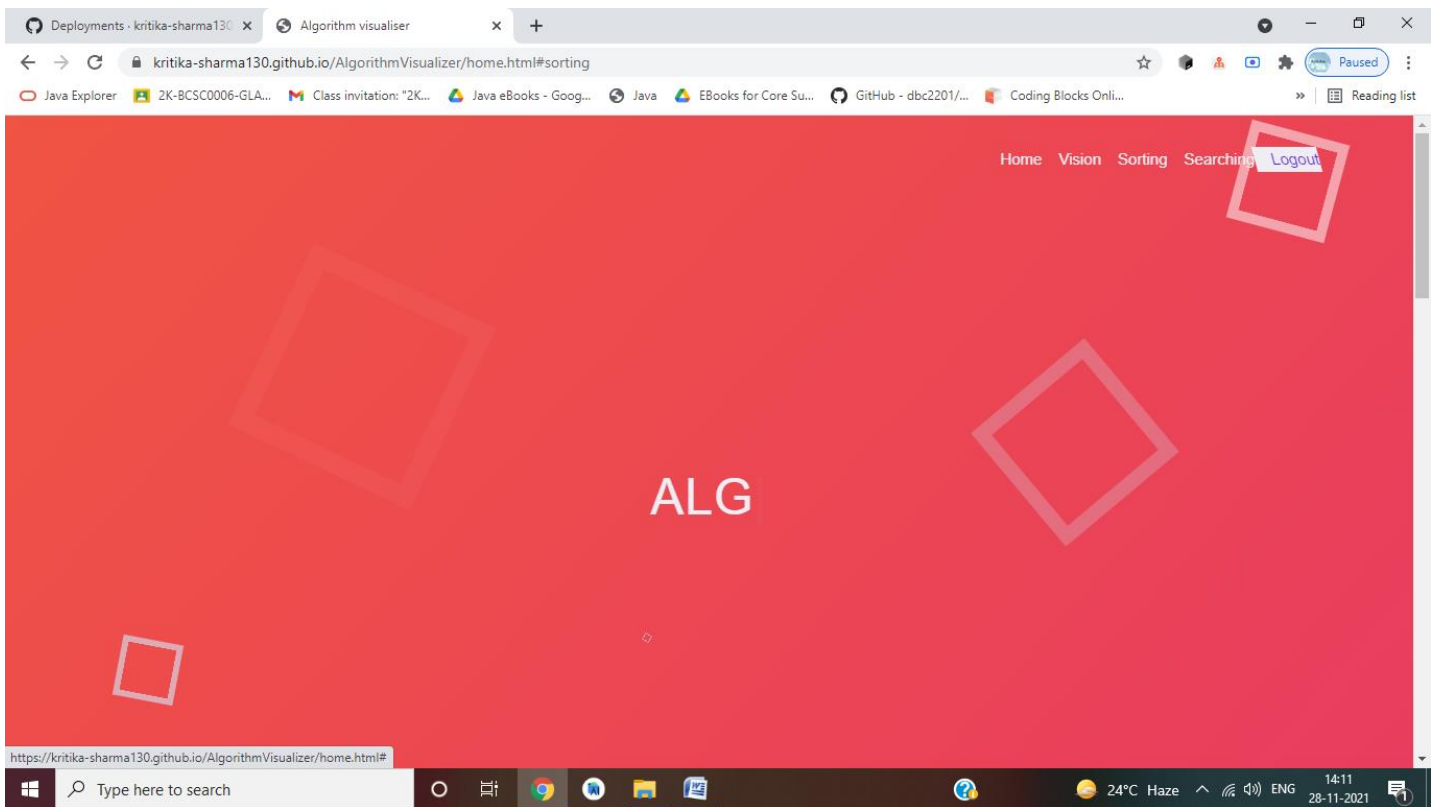 Deployments · kritika-sharma130
Algorithm visualiser
kritika-sharma130.github.io/AlgorithmVisualizer/home.html#sorting
Paused
Java Explorer
2K-BCSC0006-GLA...
Class invitation: "2K...
Java eBooks - Goog...
Java
EBooks for Core Su...
GitHub - dbc2201/...
Coding Blocks Onli...
»
Reading list
Home Vision Sorting Searching Logout
ALG
https://kritika-sharma130.github.io/AlgorithmVisualizer/home.html#
Type here to search
24°C Haze
ENG
14:11
28-11-2021
1